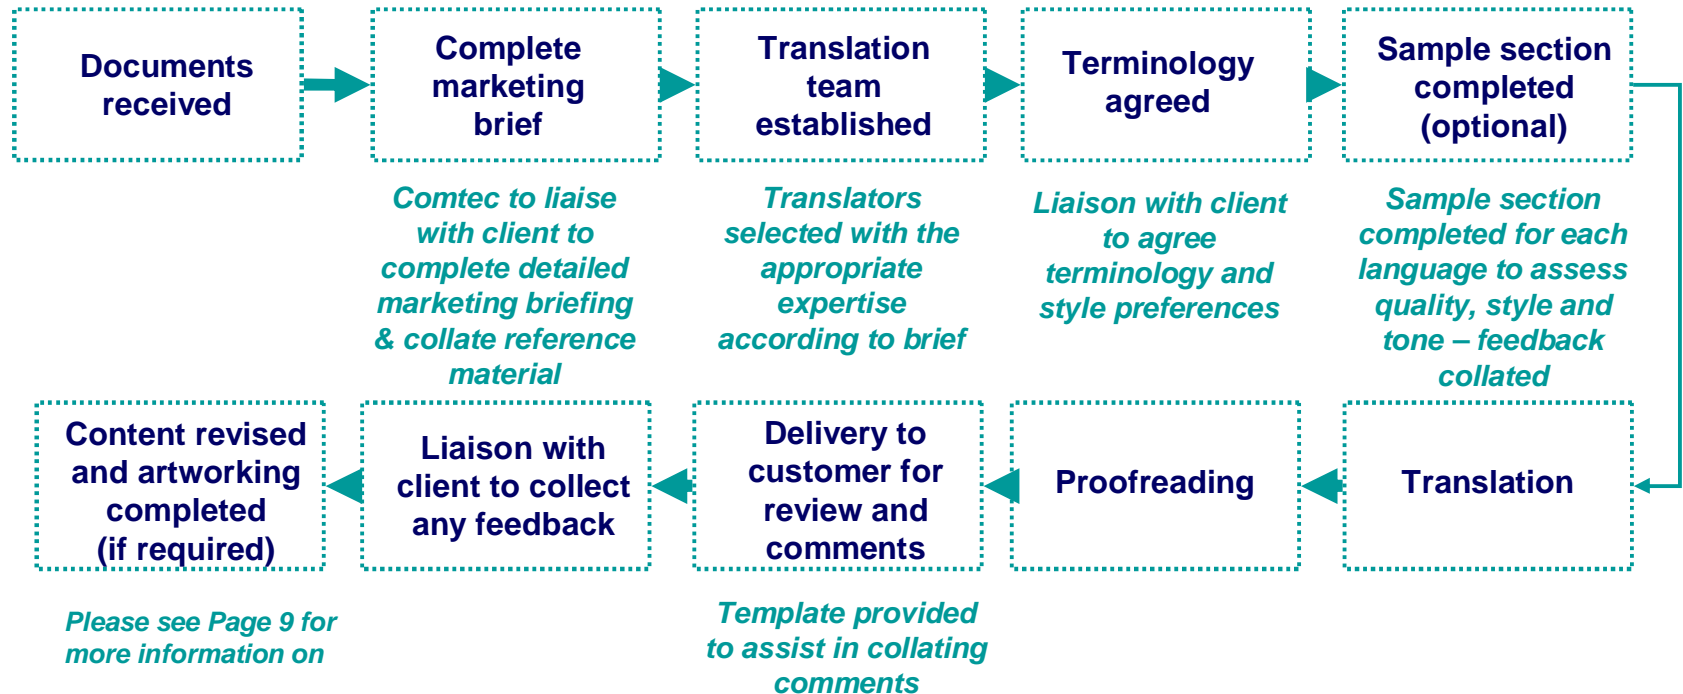 Documents
received
Complete
marketing
brief
Translation
team
established
Terminology
agreed
Sample section
completed
(optional)
Comtec to liaise
with client to
complete detailed
marketing briefing
& collate reference
material
Translators
selected with the
appropriate
expertise
according to brief
Liaison with client
to agree
terminology and
style preferences
Sample section
completed for each
language to assess
quality, style and
tone – feedback
collated
Translation
Proofreading
Delivery to
customer for
review and
comments
Liaison with
client to collect
any feedback
Content revised
and artworking
completed
(if required)
Template provided
to assist in collating
comments
Please see Page 9 for
more information on